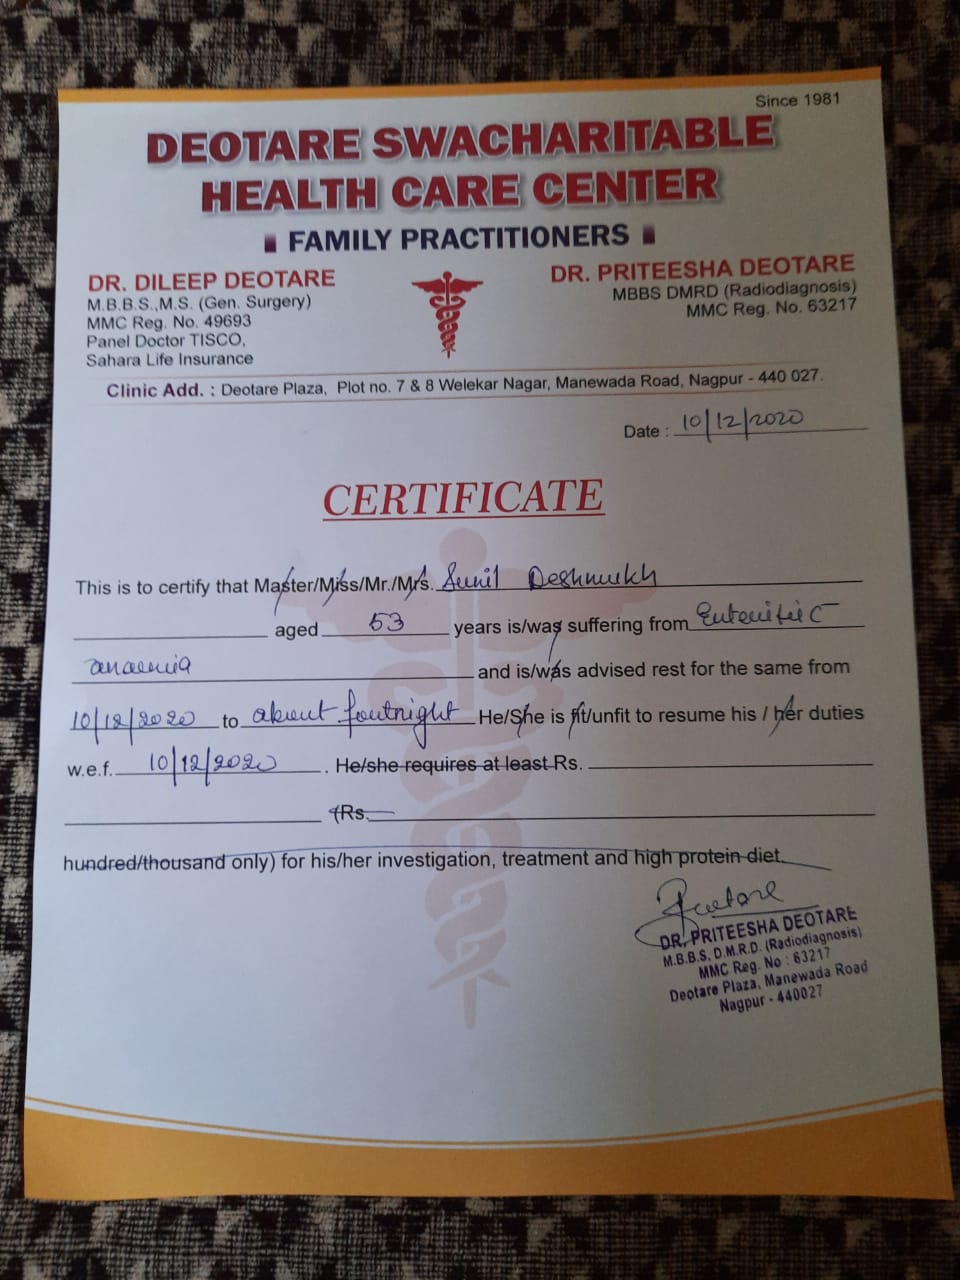 Since 1981
DEOTARE SWACHARITABLE
HEALTH CARE CENTER
FAMILY PRACTITIONERS
DR. DILEEP DEOTARE
M.B.B.S.,M.S. (Gen. Surgery)
MMC Reg. No. 49693
Panel Doctor TISCO,
Sahara Life Insurance
DR. PRITEESHA DEOTARE
MBBS DMRD (Radiodiagnosis)
MMC Reg. No. 63217
Clinic Add. : Deotare Plaza, Plot no. 7 & 8 Welekar Nagar, Manewada Road, Nagpur - 440 027.
Date : 10/12/2020
CERTIFICATE
This is to certify that Master/Miss/Mr./Mrs. Sunil Deshmukh
aged 53 years is/was suffering from
anaemia and is/was advised rest for the same from
10/12/2020 to about foutnight He/She is fit/unfit to resume his / her duties
w.e.f. 10/12/2020 . He/she requires at least Rs.
(Rs.
hundred/thousand only) for his/her investigation, treatment and high protein diet.
DR. PRITEESHA DEOTARE
M.B.B.S, D.M.R.D. (Radiodiagnosis)
MMC Reg. No : 63217
Deotare Plaza, Manewada Road
Nagpur - 440027